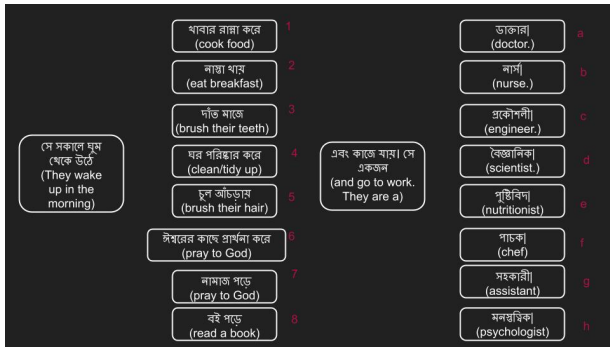 সে সকালে ঘুম
থেকে উঠে
(They wake
up in the
morning)
খাবার রান্না করে
(cook food)
1
নাস্তা খায়
(eat breakfast)
2
দাঁত মাজে
(brush their teeth)
3
ঘর পরিষ্কার করে
(clean/tidy up)
4
চুল আঁচড়ায়
(brush their hair)
5
ঈশ্বরের কাছে প্রার্থনা করে
(pray to God)
6
নামাজ পড়ে
(pray to God)
7
বই পড়ে
(read a book)
8
এবং কাজে যায়। সে
একজন
(and go to work.
They are a)
ডাক্তার|
(doctor.)
a
নার্স|
(nurse.)
b
প্রকৌশলী|
(engineer.)
c
বৈজ্ঞানিক|
(scientist.)
d
পুষ্টিবিদ|
(nutritionist)
e
পাচক|
(chef)
f
সহকারী|
(assistant)
g
মনস্তত্ত্বিক|
(psychologist)
h